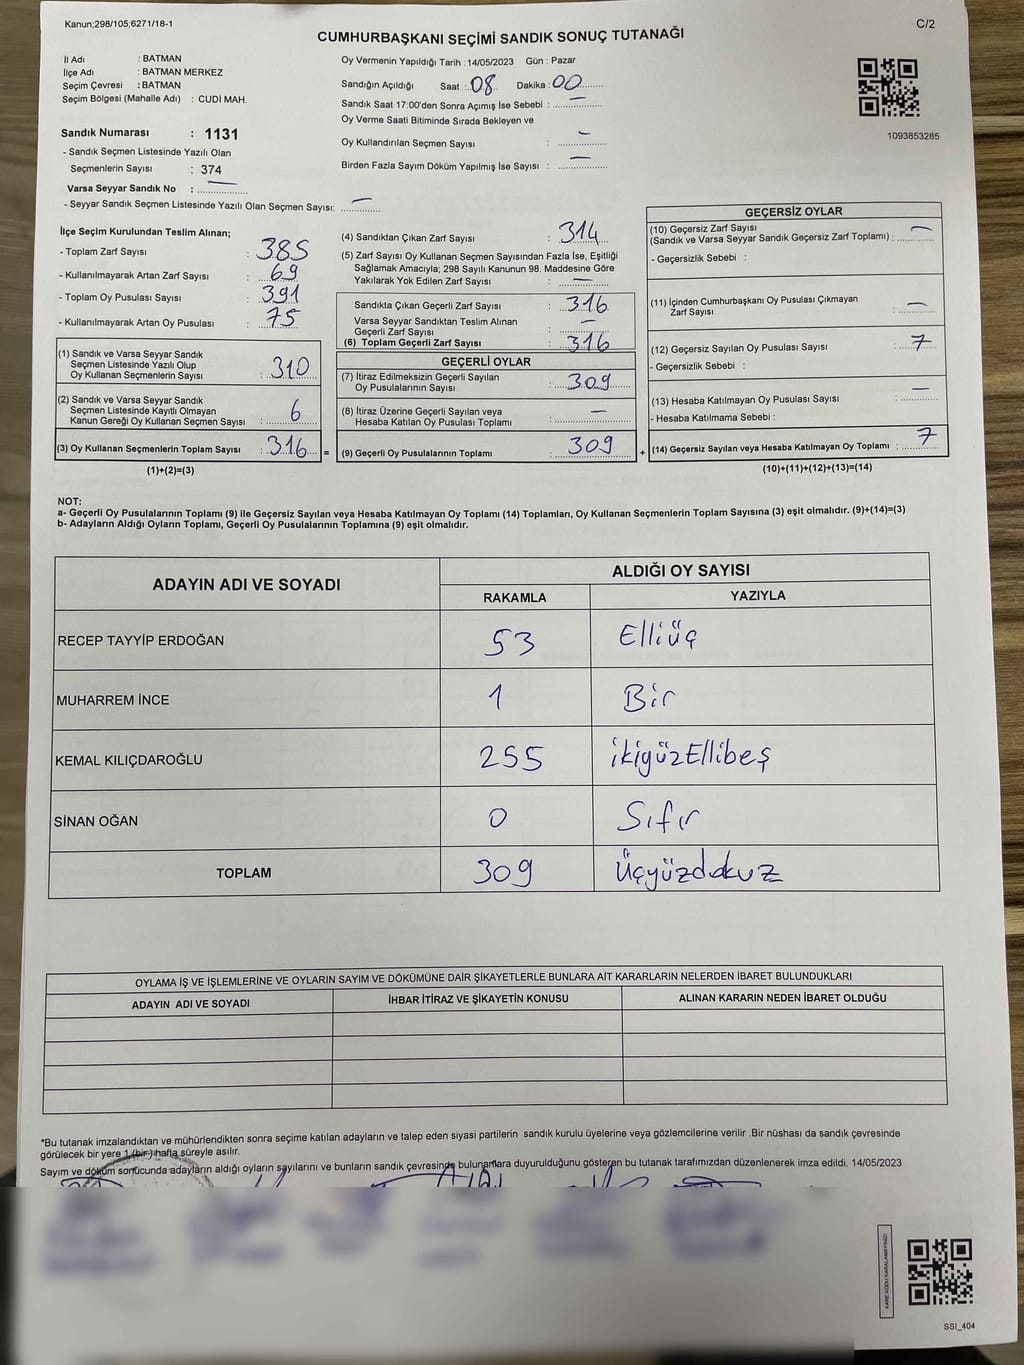 Kanun;298/105;6271/18-1
C/2
CUMHURBAŞKANI SEÇİMİ SANDIK SONUÇ TUTANAĞI
İl Adı : BATMAN
İlçe Adı : BATMAN MERKEZ
Seçim Çevresi : BATMAN
Seçim Bölgesi (Mahalle Adı) : CUDİ MAH.
Sandık Numarası : 1131
- Sandık Seçmen Listesinde Yazılı Olan
Seçmenlerin Sayısı : 374
Varsa Seyyar Sandık No : —
- Seyyar Sandık Seçmen Listesinde Yazılı Olan Seçmen Sayısı: —
Oy Vermenin Yapıldığı Tarih : 14/05/2023 Gün : Pazar
Sandığın Açıldığı Saat : 08 Dakika : 00
Sandık Saat 17:00'den Sonra Açımış İse Sebebi : —
Oy Verme Saati Bitiminde Sırada Bekleyen ve
Oy Kullandırılan Seçmen Sayısı : —
Birden Fazla Sayım Döküm Yapılmış İse Sayısı : —
1093853285
İlçe Seçim Kurulundan Teslim Alınan;
- Toplam Zarf Sayısı : 385
- Kullanılmayarak Artan Zarf Sayısı : 69
- Toplam Oy Pusulası Sayısı : 391
- Kullanılmayarak Artan Oy Pusulası : 75
(1) Sandık ve Varsa Seyyar Sandık
Seçmen Listesinde Yazılı Olup
Oy Kullanan Seçmenlerin Sayısı : 310
(2) Sandık ve Varsa Seyyar Sandık
Seçmen Listesinde Kayıtlı Olmayan
Kanun Gereği Oy Kullanan Seçmen Sayısı : 6
(3) Oy Kullanan Seçmenlerin Toplam Sayısı : 316 =
(1)+(2)=(3)
(4) Sandıktan Çıkan Zarf Sayısı : 314
(5) Zarf Sayısı Oy Kullanan Seçmen Sayısından Fazla İse, Eşitliği
Sağlamak Amacıyla; 298 Sayılı Kanunun 98. Maddesine Göre
Yakılarak Yok Edilen Zarf Sayısı : —
Sandıkta Çıkan Geçerli Zarf Sayısı : 316
Varsa Seyyar Sandıktan Teslim Alınan
Geçerli Zarf Sayısı : —
(6) Toplam Geçerli Zarf Sayısı : 316
GEÇERLİ OYLAR
(7) İtiraz Edilmeksizin Geçerli Sayılan
Oy Pusulalarının Sayısı : 309
(8) İtiraz Üzerine Geçerli Sayılan veya
Hesaba Katılan Oy Pusulası Toplamı : —
(9) Geçerli Oy Pusulalarının Toplamı : 309 +
GEÇERSİZ OYLAR
(10) Geçersiz Zarf Sayısı
(Sandık ve Varsa Seyyar Sandık Geçersiz Zarf Toplamı) : —
- Geçersizlik Sebebi :
(11) İçinden Cumhurbaşkanı Oy Pusulası Çıkmayan
Zarf Sayısı : —
(12) Geçersiz Sayılan Oy Pusulası Sayısı : 7
- Geçersizlik Sebebi :
(13) Hesaba Katılmayan Oy Pusulası Sayısı : —
- Hesaba Katılmama Sebebi :
(14) Geçersiz Sayılan veya Hesaba Katılmayan Oy Toplamı : 7
(10)+(11)+(12)+(13)=(14)
NOT:
a- Geçerli Oy Pusulalarının Toplamı (9) ile Geçersiz Sayılan veya Hesaba Katılmayan Oy Toplamı (14) Toplamları, Oy Kullanan Seçmenlerin Toplam Sayısına (3) eşit olmalıdır. (9)+(14)=(3)
b- Adayların Aldığı Oyların Toplamı, Geçerli Oy Pusulalarının Toplamına (9) eşit olmalıdır.
ADAYIN ADI VE SOYADI ALDIĞI OY SAYISI
RAKAMLA YAZIYLA
RECEP TAYYİP ERDOĞAN 53 Elliüç
MUHARREM İNCE 1 Bir
KEMAL KILIÇDAROĞLU 255 ikiyüzEllibeş
SİNAN OĞAN 0 Sıfır
TOPLAM 309 Üçyüzdokuz
OYLAMA İŞ VE İŞLEMLERİNE VE OYLARIN SAYIM VE DÖKÜMÜNE DAİR ŞİKAYETLERLE BUNLARA AİT KARARLARIN NELERDEN İBARET BULUNDUKLARI
ADAYIN ADI VE SOYADI İHBAR İTİRAZ VE ŞİKAYETİN KONUSU ALINAN KARARIN NEDEN İBARET OLDUĞU
*Bu tutanak imzalandıktan ve mühürlendikten sonra seçime katılan adayların ve talep eden siyasi partilerin sandık kurulu üyelerine veya gözlemcilerine verilir .Bir nüshası da sandık çevresinde
görülecek bir yere 1 (bir) hafta süreyle asılır.
Sayım ve döküm sonucunda adayların aldığı oyların sayılarını ve bunların sandık çevresinde bulunanlara duyurulduğunu gösteren bu tutanak tarafımızdan düzenlenerek imza edildi. 14/05/2023
KARE KODU KARALAMAYINIZ!
SSI_404